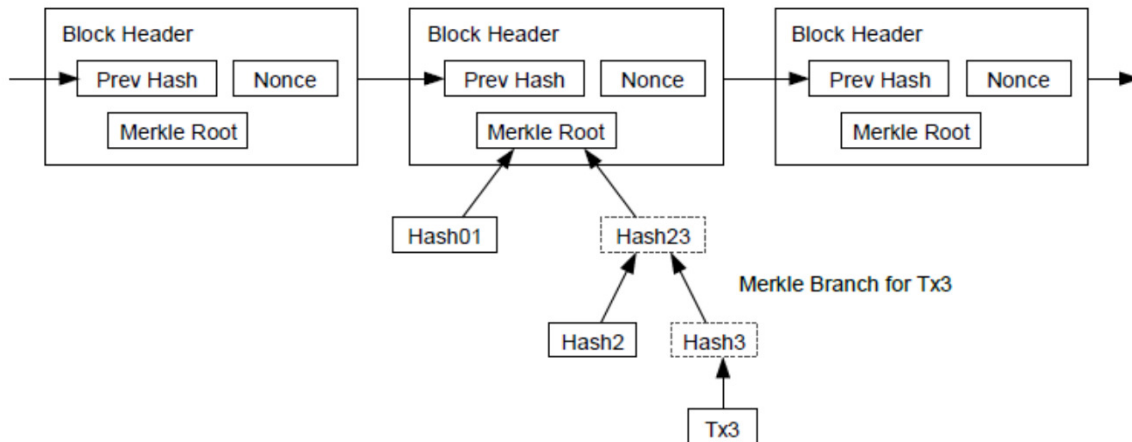 Block Header
Prev Hash
Nonce
Merkle Root
Block Header
Prev Hash
Nonce
Merkle Root
Block Header
Prev Hash
Nonce
Merkle Root
Hash01
Hash23
Merkle Branch for Tx3
Hash2
Hash3
Tx3